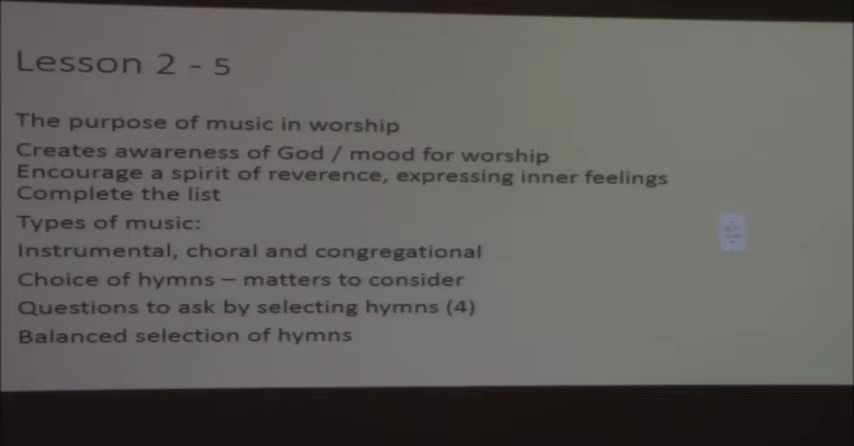 Lesson 2 - 5
The purpose of music in worship
Creates awareness of God / mood for worship
Encourage a spirit of reverence, expressing inner feelings
Complete the list
Types of music:
Instrumental, choral and congregational
Choice of hymns – matters to consider
Questions to ask by selecting hymns (4)
Balanced selection of hymns